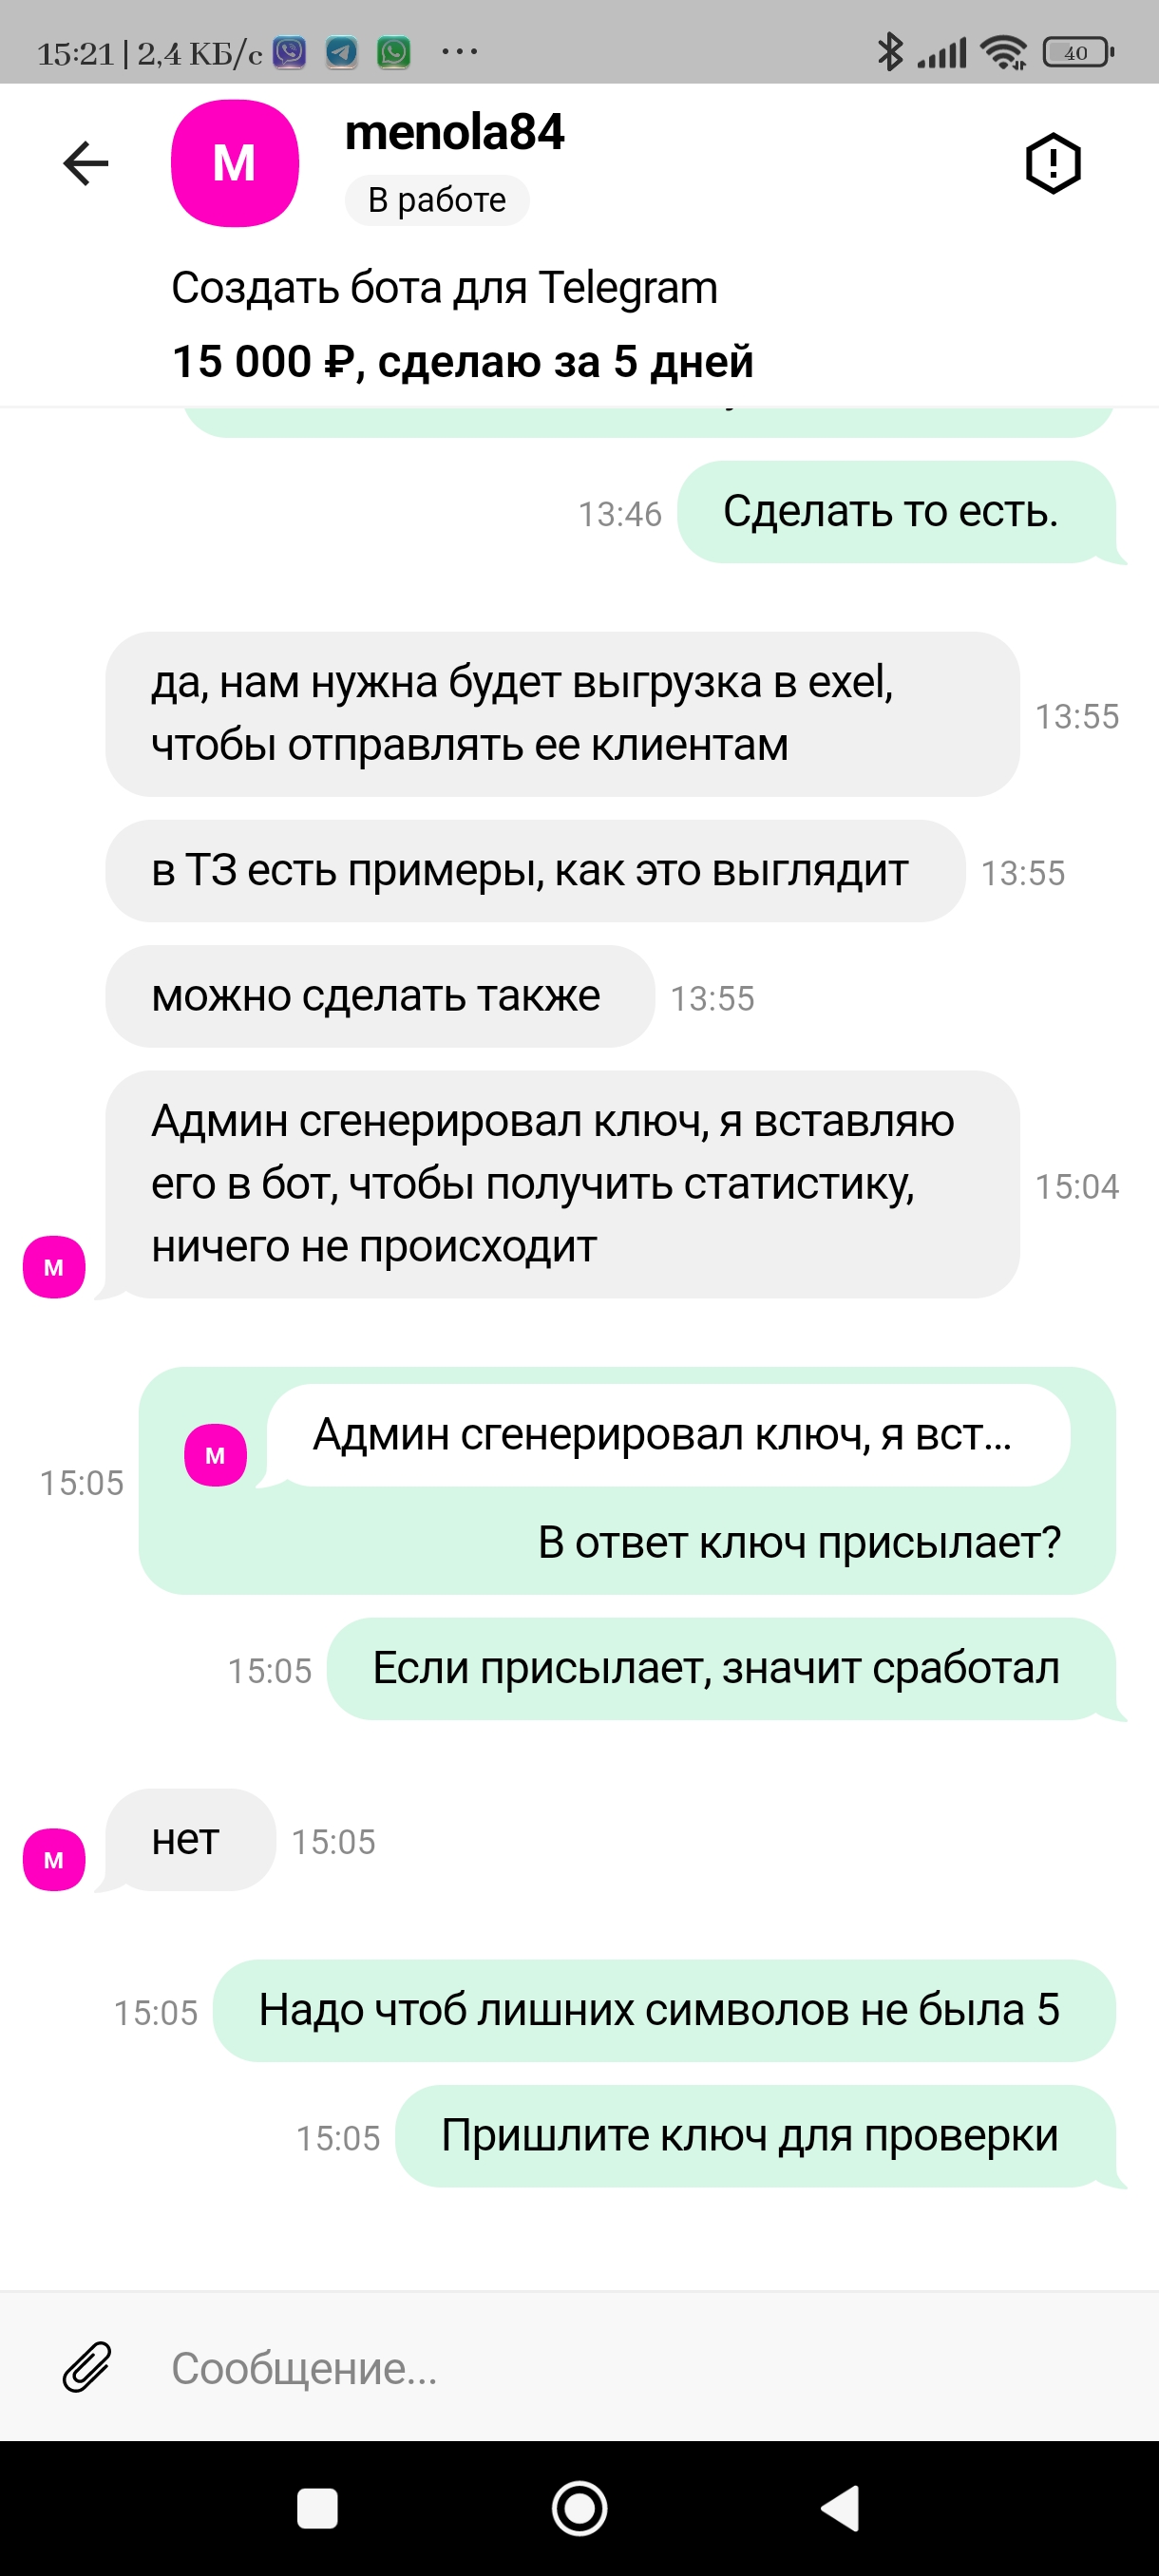 15:21 | 2,4 КБ/с
40
M
menola84
В работе
Создать бота для Telegram
15 000 ₽, сделаю за 5 дней
13:46
Сделать то есть.
да, нам нужна будет выгрузка в exel,
чтобы отправлять ее клиентам
13:55
в ТЗ есть примеры, как это выглядит
13:55
можно сделать также
13:55
Админ сгенерировал ключ, я вставляю
его в бот, чтобы получить статистику,
ничего не происходит
15:04
M
M
Админ сгенерировал ключ, я вст...
15:05
В ответ ключ присылает?
15:05
Если присылает, значит сработал
M
нет
15:05
15:05
Надо чтоб лишних символов не была 5
15:05
Пришлите ключ для проверки
Сообщение...